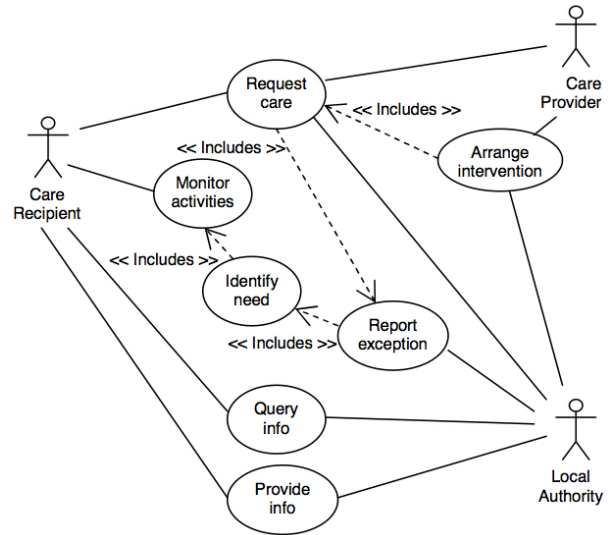 Request
care
Care
Provider
<< Includes >>
<< Includes >>
Arrange
intervention
Care
Recipient
Monitor
activities
<< Includes >>
Identify
need
Report
exception
<< Includes >>
Query
info
Provide
info
Local
Authority